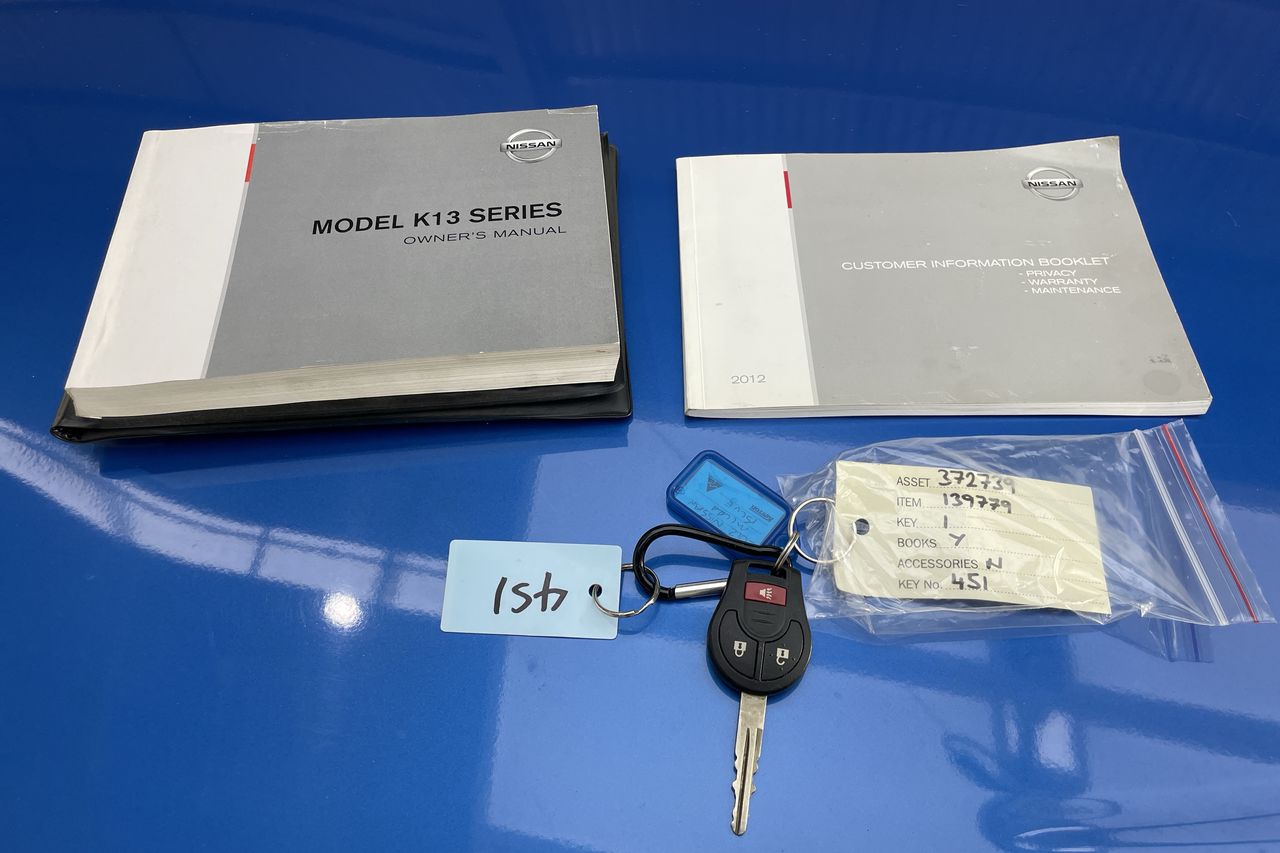 NISSAN
MODEL K13 SERIES
OWNER'S MANUAL
NISSAN
CUSTOMER INFORMATION BOOKLET
- PRIVACY
- WARRANTY
- MAINTENANCE
2012
ASSET 372739
ITEM 139779
KEY 1
BOOKS Y
ACCESSORIES N
KEY No. 451
451